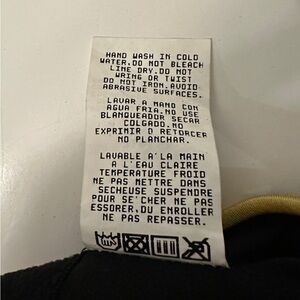 HAND WASH IN COLD
WATER.DO NOT BLEACH
LINE DRY.DO NOT
WRING OR TWIST
DO NOT IRON.AVOID
ABRASIVE SURFACES.
LAVAR A MANO CON
AGUA FRIA.NO USE
BLANQUEADOR SECAR
COLGADO.NO
EXPRIMIR O RETORCER
NO PLANCHAR.
LAVABLE A'LA MAIN
A L'EAU CLAIRE
TEMPERATURE FROID
NE PAS METTRE DANS
SECHEUSE SUSPENDRE
POUR SE'CHER NE PAS
ESSORER.DU ENROLLER
NE PAS REPASSER.